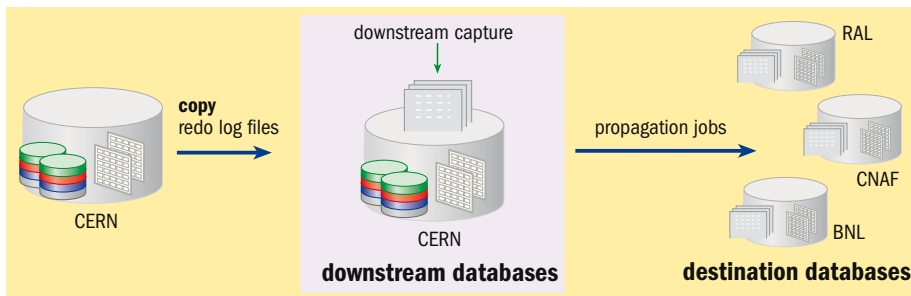 downstream capture
copy
redo log files
CERN
CERN
downstream databases
propagation jobs
RAL
CNAF
BNL
destination databases